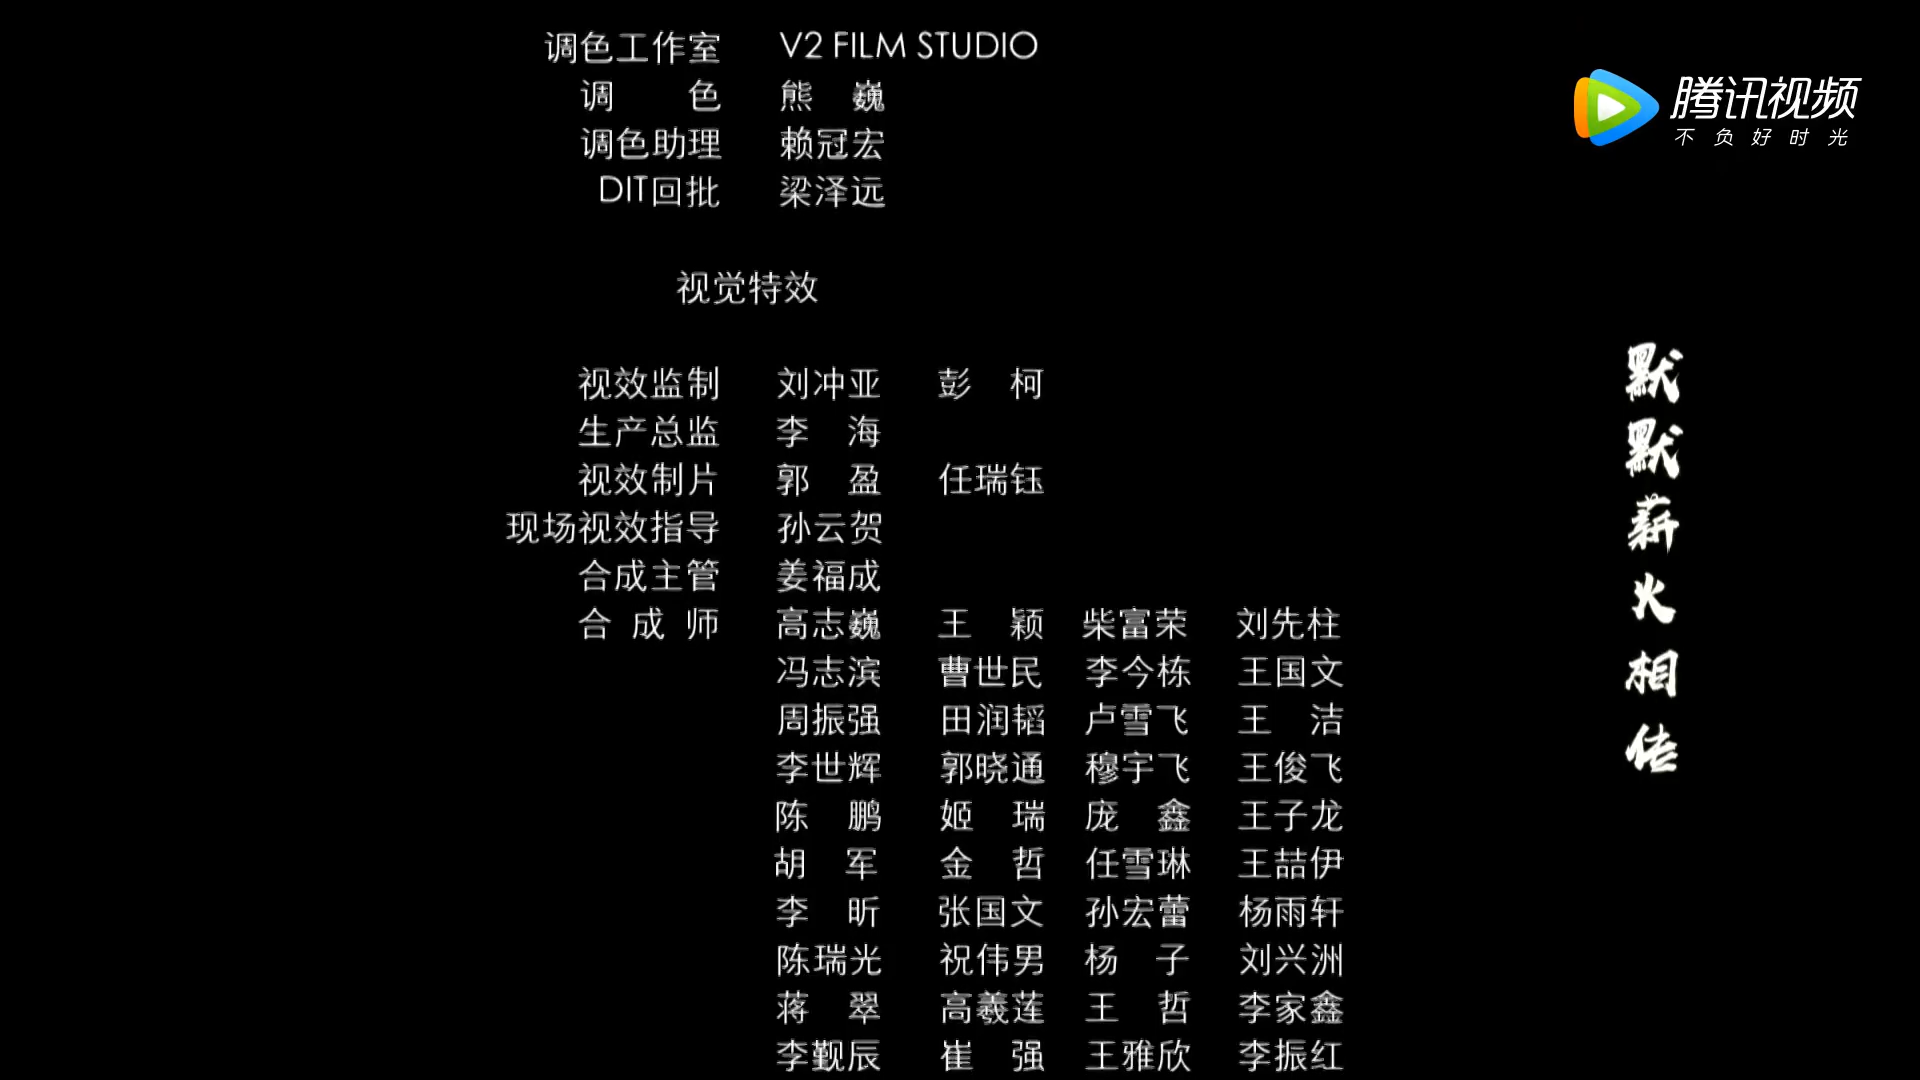 调色工作室 V2 FILM STUDIO
调 色 熊 巍
调色助理 赖冠宏
DIT回批 梁泽远
视觉特效
视效监制 刘冲亚 彭 柯
生产总监 李 海
视效制片 郭 盈 任瑞钰
现场视效指导 孙云贺
合成主管 姜福成
合成师 高志巍 王 颖 柴富荣 刘先柱
冯志滨 曹世民 李今栋 王国文
周振强 田润韬 卢雪飞 王 洁
李世辉 郭晓通 穆宇飞 王俊飞
陈 鹏 姬 瑞 庞 鑫 王子龙
胡 军 金 哲 任雪琳 王喆伊
李 昕 张国文 孙宏蕾 杨雨轩
陈瑞光 祝伟男 杨 子 刘兴洲
蒋 翠 高羲莲 王 哲 李家鑫
李觐辰 崔 强 王雅欣 李振红
腾讯视频
不负好时光
默默薪火相传